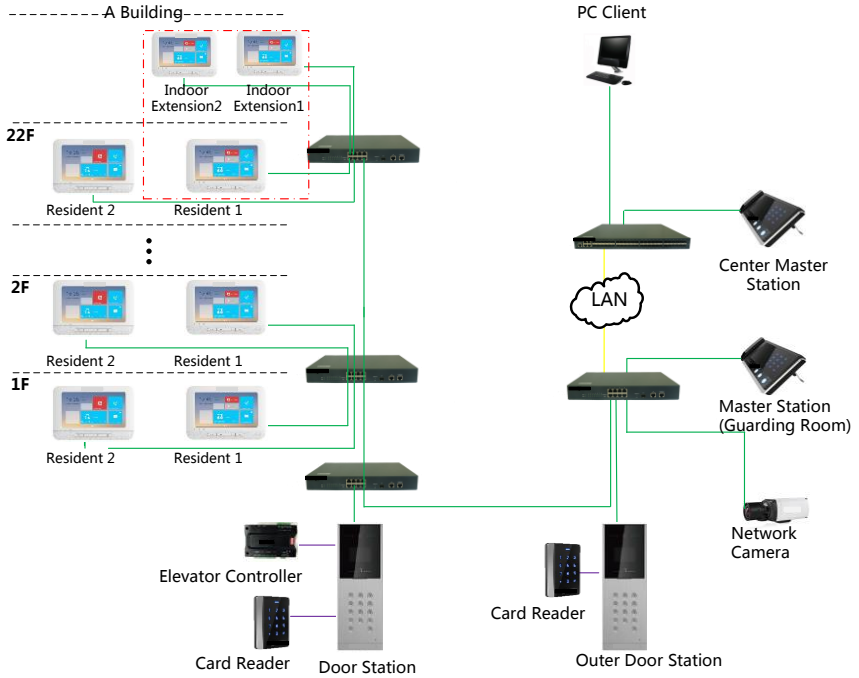 A Building
PC Client
Indoor
Extension2
Indoor
Extension1
22F
Resident 2
Resident 1
Center Master
Station
2F
LAN
Resident 2
Resident 1
1F
Master Station
(Guarding Room)
Resident 2
Resident 1
Network
Camera
Elevator Controller
Card Reader
Card Reader
Door Station
Outer Door Station